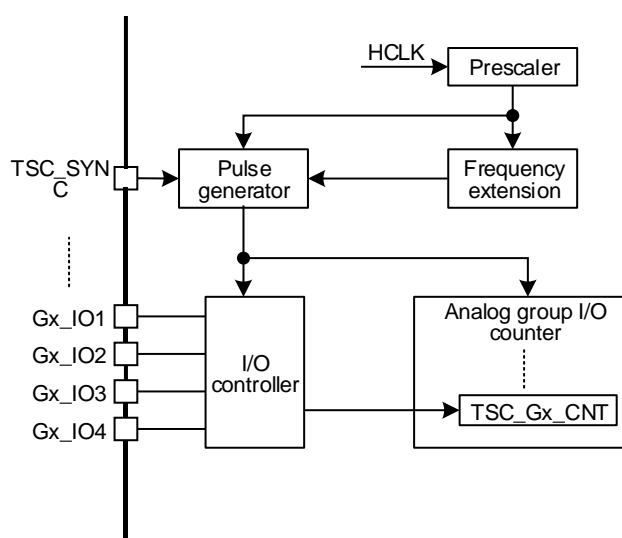 HCLK
Prescaler
TSC_SYN
C
Pulse
generator
Frequency
extension
Gx_IO1
Gx_IO2
Gx_IO3
Gx_IO4
I/O
controller
Analog group I/O
counter
TSC_Gx_CNT